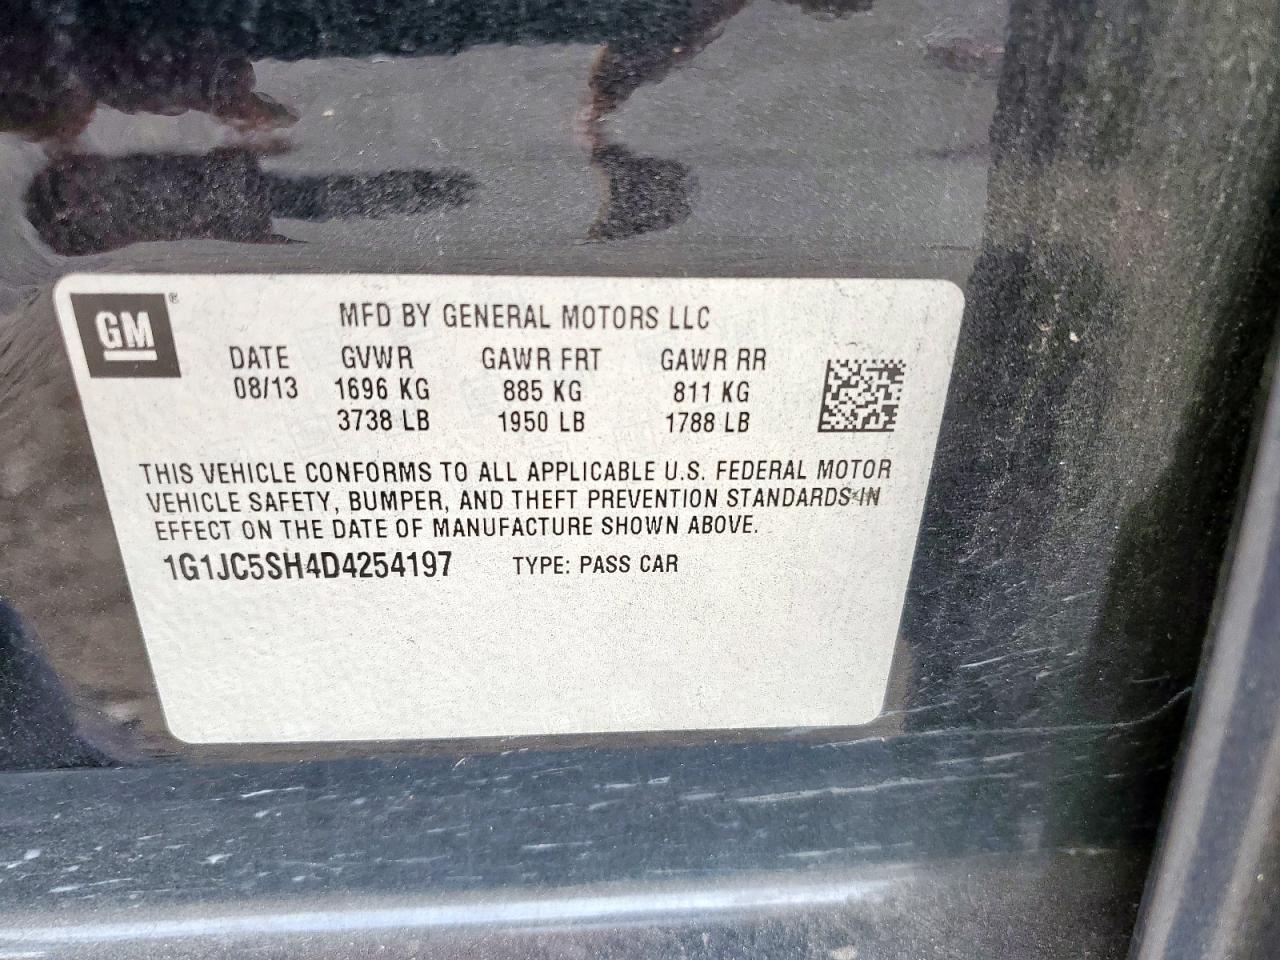 GM ®
MFD BY GENERAL MOTORS LLC
DATE GVWR GAWR FRT GAWR RR
08/13 1696 KG 885 KG 811 KG
3738 LB 1950 LB 1788 LB
THIS VEHICLE CONFORMS TO ALL APPLICABLE U.S. FEDERAL MOTOR
VEHICLE SAFETY, BUMPER, AND THEFT PREVENTION STANDARDS IN
EFFECT ON THE DATE OF MANUFACTURE SHOWN ABOVE.
1G1JC5SH4D4254197 TYPE: PASS CAR